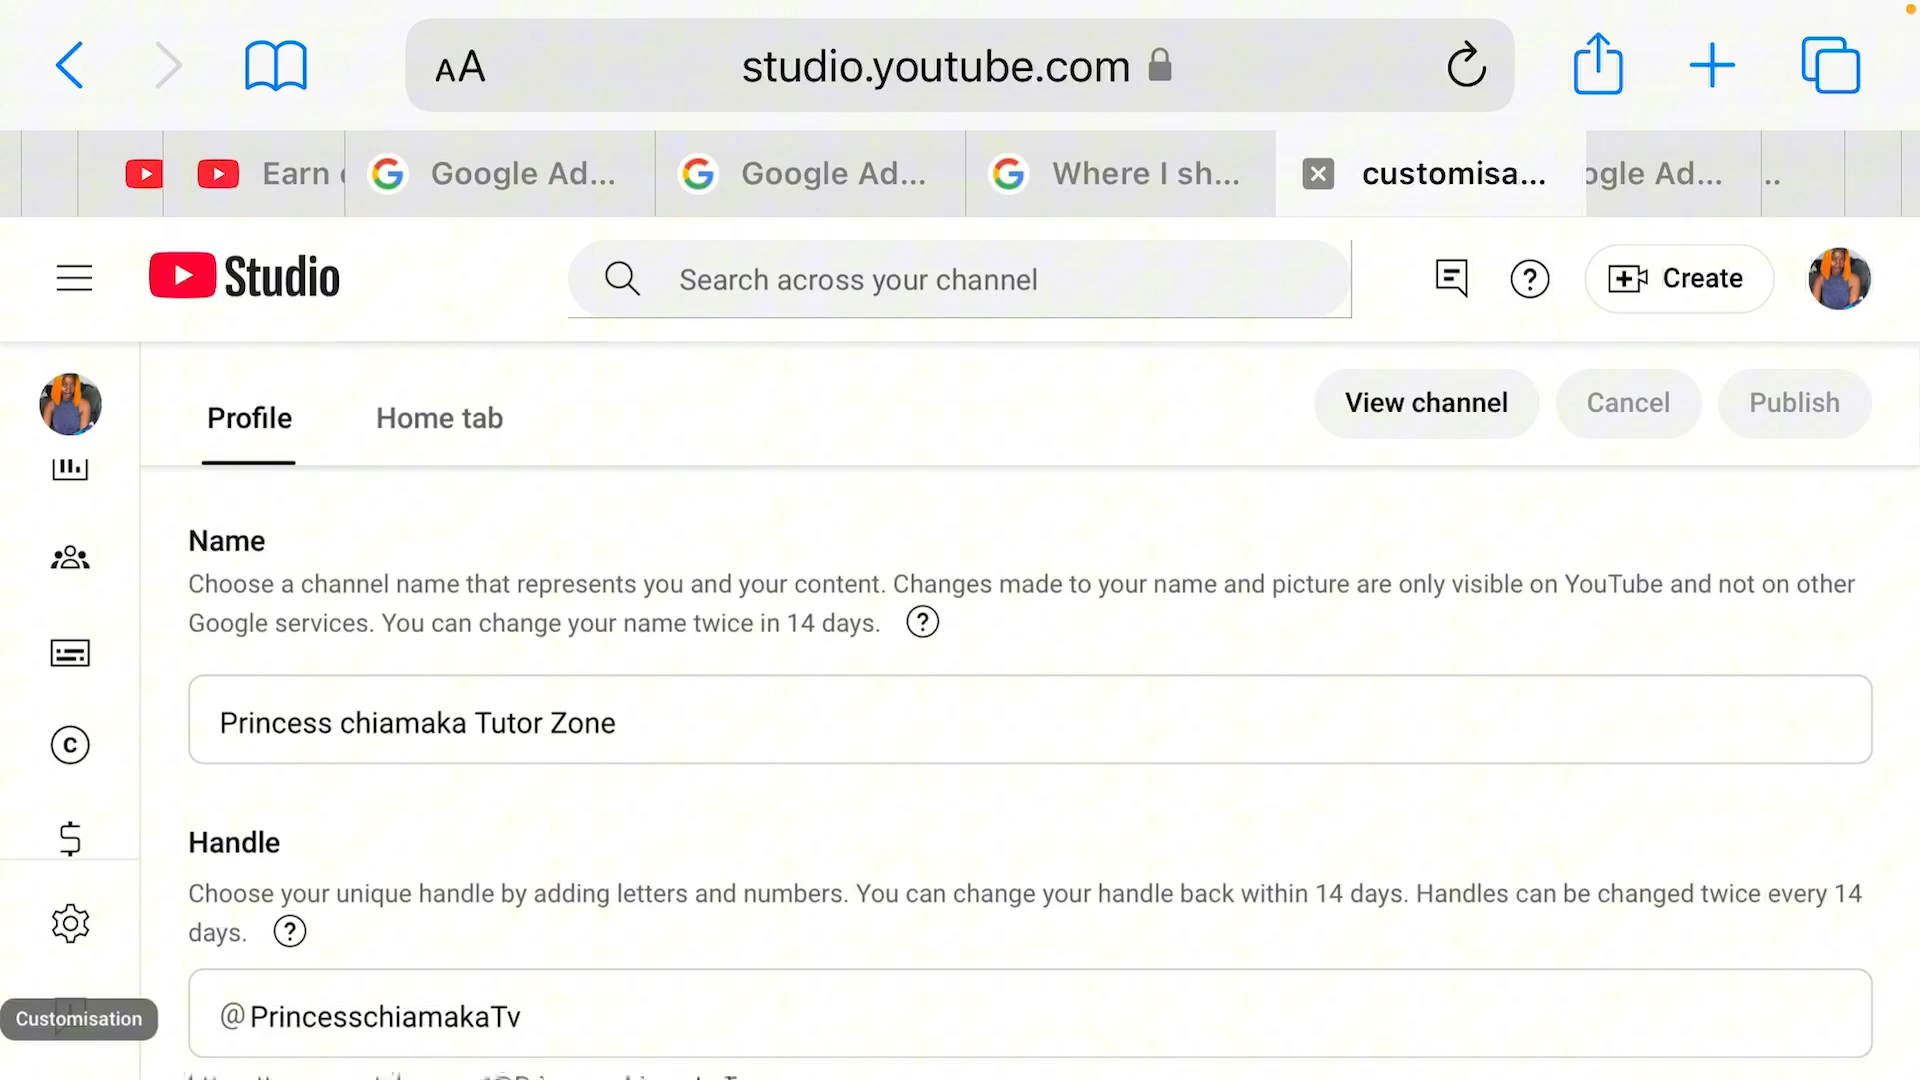 AA studio.youtube.com
Earn
Google Ad...
Google Ad...
Where I sh...
customisa...
ogle Ad...
..
Studio
Search across your channel
Create
Profile
Home tab
View channel
Cancel
Publish
Name
Choose a channel name that represents you and your content. Changes made to your name and picture are only visible on YouTube and not on other
Google services. You can change your name twice in 14 days.
Princess chiamaka Tutor Zone
Handle
Choose your unique handle by adding letters and numbers. You can change your handle back within 14 days. Handles can be changed twice every 14
days.
@PrincesschiamakaTv
Customisation